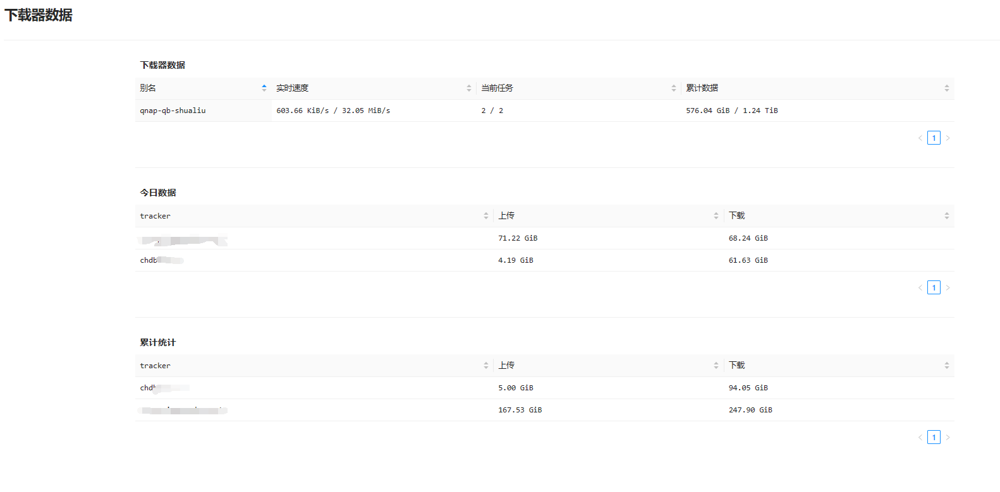 下载器数据
下载器数据
别名 实时速度 当前任务 累计数据
qnap-qb-shualiu 603.66 KiB/s / 32.05 MiB/s 2 / 2 576.04 GiB / 1.24 TiB
< 1 >
今日数据
tracker 上传 下载
71.22 GiB 68.24 GiB
chdb 4.19 GiB 61.63 GiB
< 1 >
累计统计
tracker 上传 下载
chd 5.00 GiB 94.05 GiB
167.53 GiB 247.90 GiB
< 1 >